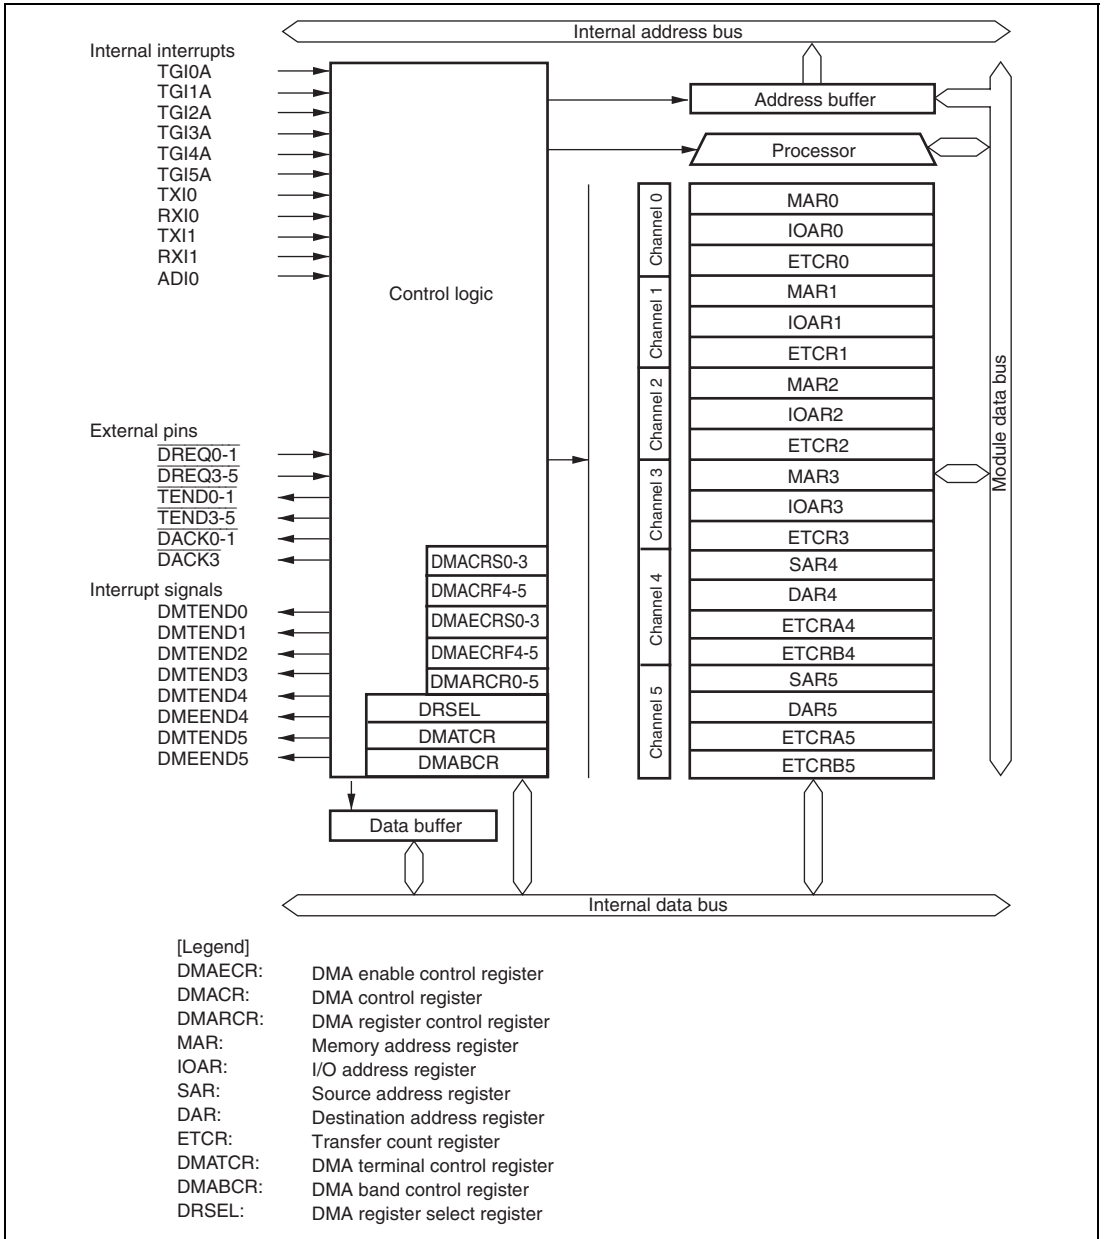 Internal address bus
Internal interrupts
TGI0A
TGI1A
TGI2A
TGI3A
TGI4A
TGI5A
TXI0
RXI0
TXI1
RXI1
ADI0
Control logic
Address buffer
Processor
Channel 0
MAR0
IOAR0
ETCR0
Channel 1
MAR1
IOAR1
ETCR1
Channel 2
MAR2
IOAR2
ETCR2
Channel 3
MAR3
IOAR3
ETCR3
Channel 4
SAR4
DAR4
ETCRA4
ETCRB4
Channel 5
SAR5
DAR5
ETCRA5
ETCRB5
Module data bus
External pins
DREQ0-1
DREQ3-5
TEND0-1
TEND3-5
DACK0-1
DACK3
Interrupt signals
DMTEND0
DMTEND1
DMTEND2
DMTEND3
DMTEND4
DMEEND4
DMTEND5
DMEEND5
DMACRS0-3
DMACRF4-5
DMAECRS0-3
DMAECRF4-5
DMARCR0-5
DRSEL
DMATCR
DMABCR
Data buffer
Internal data bus
[Legend]
DMAECR: DMA enable control register
DMACR: DMA control register
DMARCR: DMA register control register
MAR: Memory address register
IOAR: I/O address register
SAR: Source address register
DAR: Destination address register
ETCR: Transfer count register
DMATCR: DMA terminal control register
DMABCR: DMA band control register
DRSEL: DMA register select register